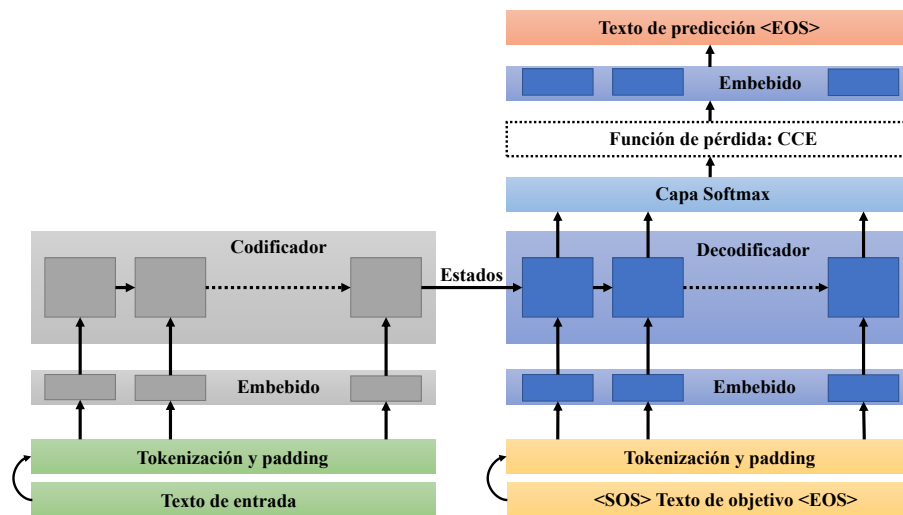 Texto de predicción <EOS>
Embebido
Función de pérdida: CCE
Capa Softmax
Codificador
Decodificador
Estados
Embebido
Embebido
Tokenización y padding
Tokenización y padding
Texto de entrada
<SOS> Texto de objetivo <EOS>